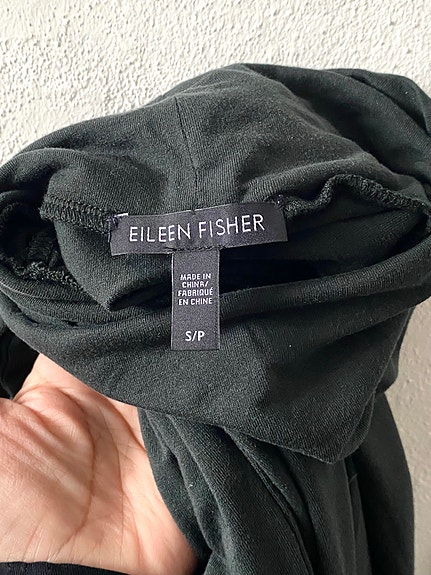 EILEEN FISHER
MADE IN
CHINA/
FABRIQUÉ
EN CHINE
S/P